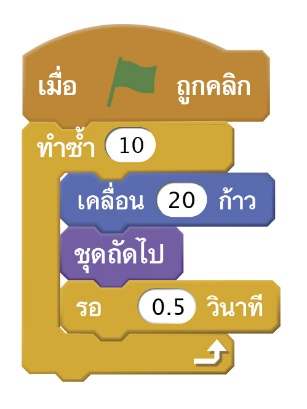 เมื่อ ถูกคลิก
ทำซ้ำ 10
เคลื่อน 20 ก้าว
ชุดถัดไป
รอ 0.5 วินาที